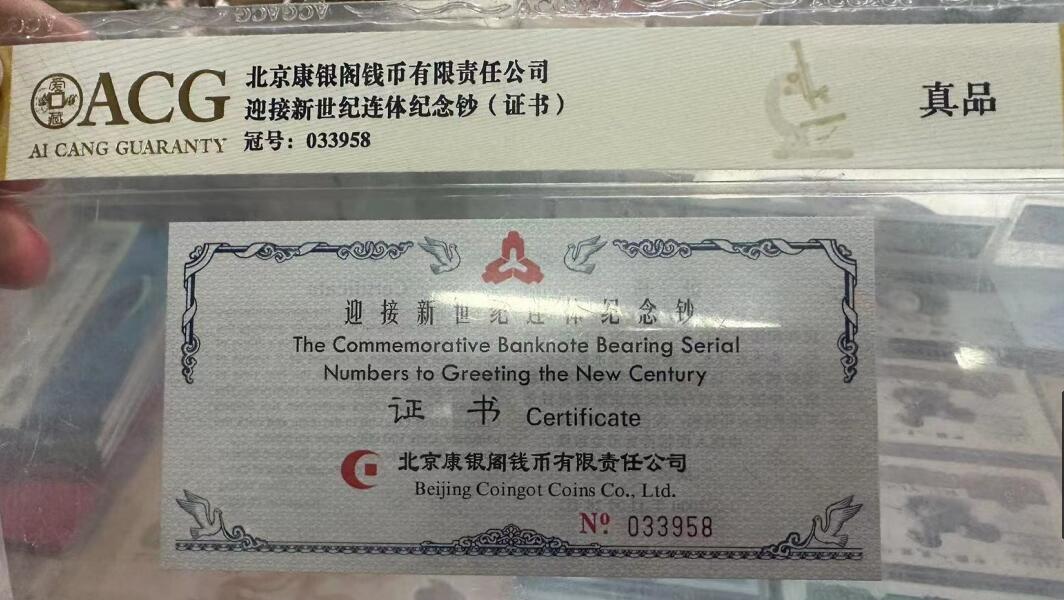 爱藏
ACG
AI CANG GUARANTY
北京康银阁钱币有限责任公司
迎接新世纪连体纪念钞（证书）
冠号：033958
真品
迎接新世纪连体纪念钞
The Commemorative Banknote Bearing Serial
Numbers to Greeting the New Century
证 书 Certificate
北京康银阁钱币有限责任公司
Beijing Coingot Coins Co., Ltd.
Nº 033958